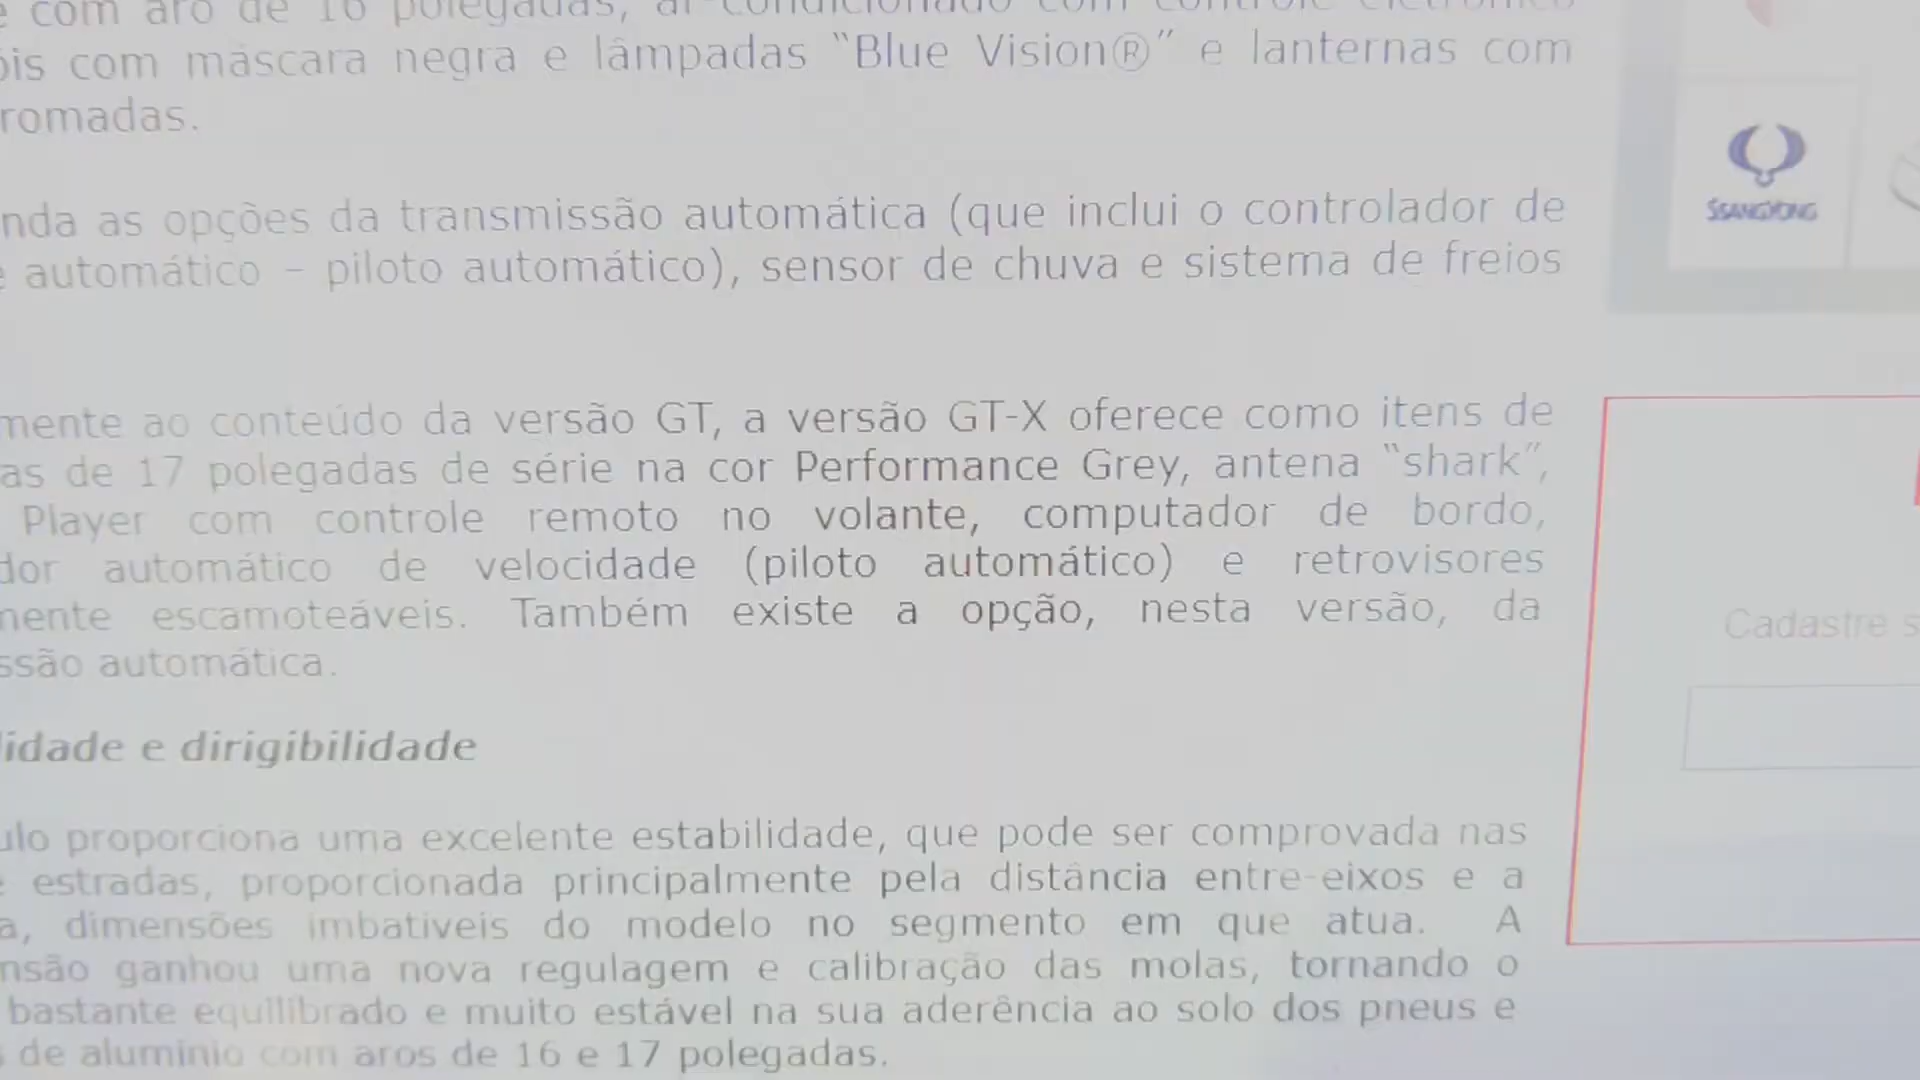 com aro de 16 polegadas, ar-condicionado com controle eletrônico
com máscara negra e lâmpadas “Blue Vision®” e lanternas com
romadas.
nda as opções da transmissão automática (que inclui o controlador de
automático – piloto automático), sensor de chuva e sistema de freios
mente ao conteúdo da versão GT, a versão GT-X oferece como itens de
as de 17 polegadas de série na cor Performance Grey, antena “shark”,
Player com controle remoto no volante, computador de bordo,
dor automático de velocidade (piloto automático) e retrovisores
mente escamoteáveis. Também existe a opção, nesta versão, da
ssão automática.
lidade e dirigibilidade
ulo proporciona uma excelente estabilidade, que pode ser comprovada nas
estradas, proporcionada principalmente pela distância entre-eixos e a
a, dimensões imbatíveis do modelo no segmento em que atua. A
nsão ganhou uma nova regulagem e calibração das molas, tornando o
bastante equilibrado e muito estável na sua aderência ao solo dos pneus e
de alumínio com aros de 16 e 17 polegadas.
SSANGYONG
Cadastre s